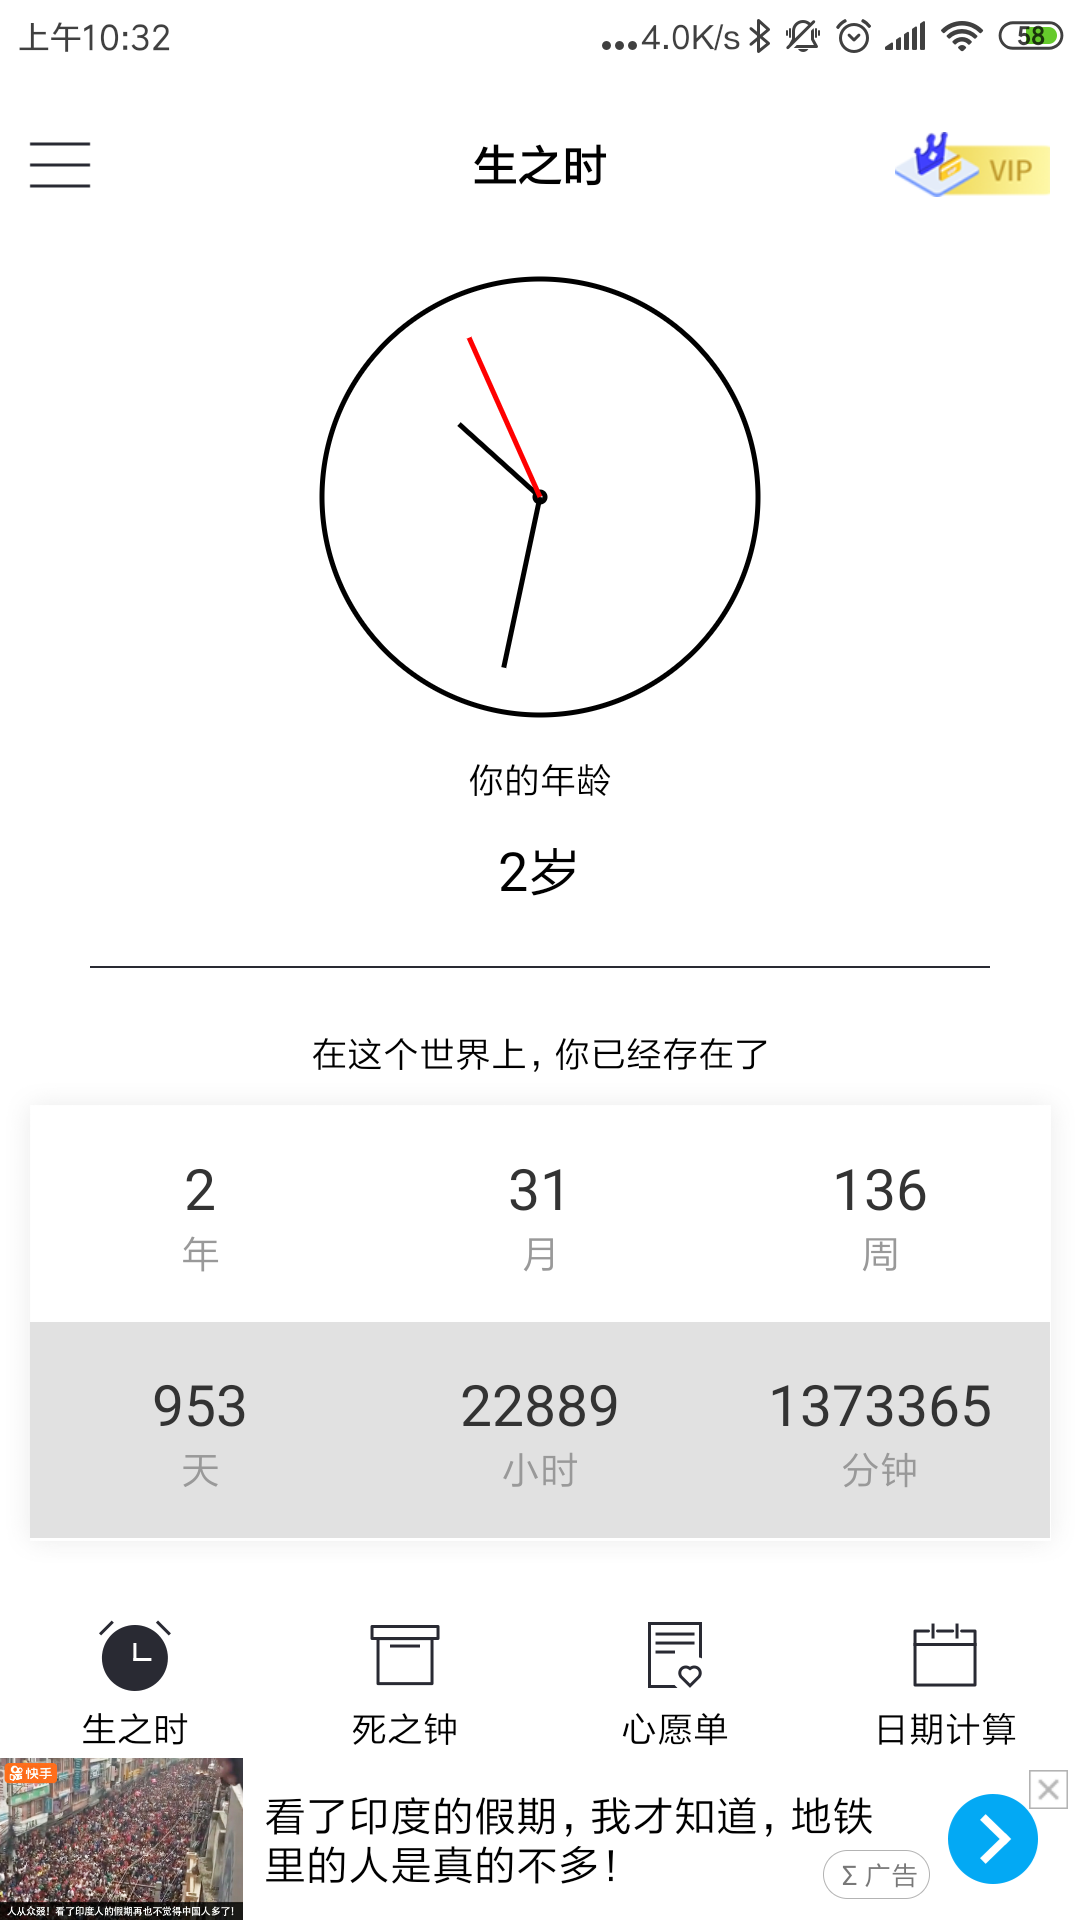 上午10:32
...4.0K/s
58
生之时
VIP
你的年龄
2岁
在这个世界上，你已经存在了
2
31
136
年
月
周
953
22889
1373365
天
小时
分钟
生之时
死之钟
心愿单
日期计算
快手
人从众叕！看了印度人的假期再也不觉得中国人多了！
看了印度的假期，我才知道，地铁
里的人是真的不多！
广告